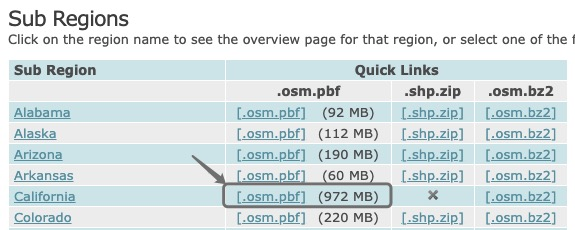 Sub Regions
Click on the region name to see the overview page for that region, or select one of the
Sub Region Quick Links
.osm.pbf .shp.zip .osm.bz2
Alabama [.osm.pbf] (92 MB) [.shp.zip] [.osm.bz2]
Alaska [.osm.pbf] (112 MB) [.shp.zip] [.osm.bz2]
Arizona [.osm.pbf] (190 MB) [.shp.zip] [.osm.bz2]
Arkansas [.osm.pbf] (60 MB) [.shp.zip] [.osm.bz2]
California [.osm.pbf] (972 MB) × [.osm.bz2]
Colorado [.osm.pbf] (220 MB) [.shp.zip] [.osm.bz2]